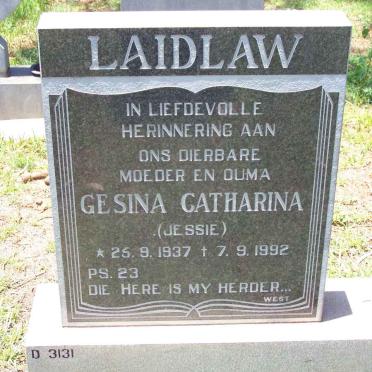 LAIDLAW
IN LIEFDEVOLLE
HERINNERING AAN
ONS DIERBARE
MOEDER EN OUMA
GESINA CATHARINA
(JESSIE)
* 26. 9. 1937 † 7. 9. 1992
PS. 23
DIE HERE IS MY HERDER...
WEST
D 3131